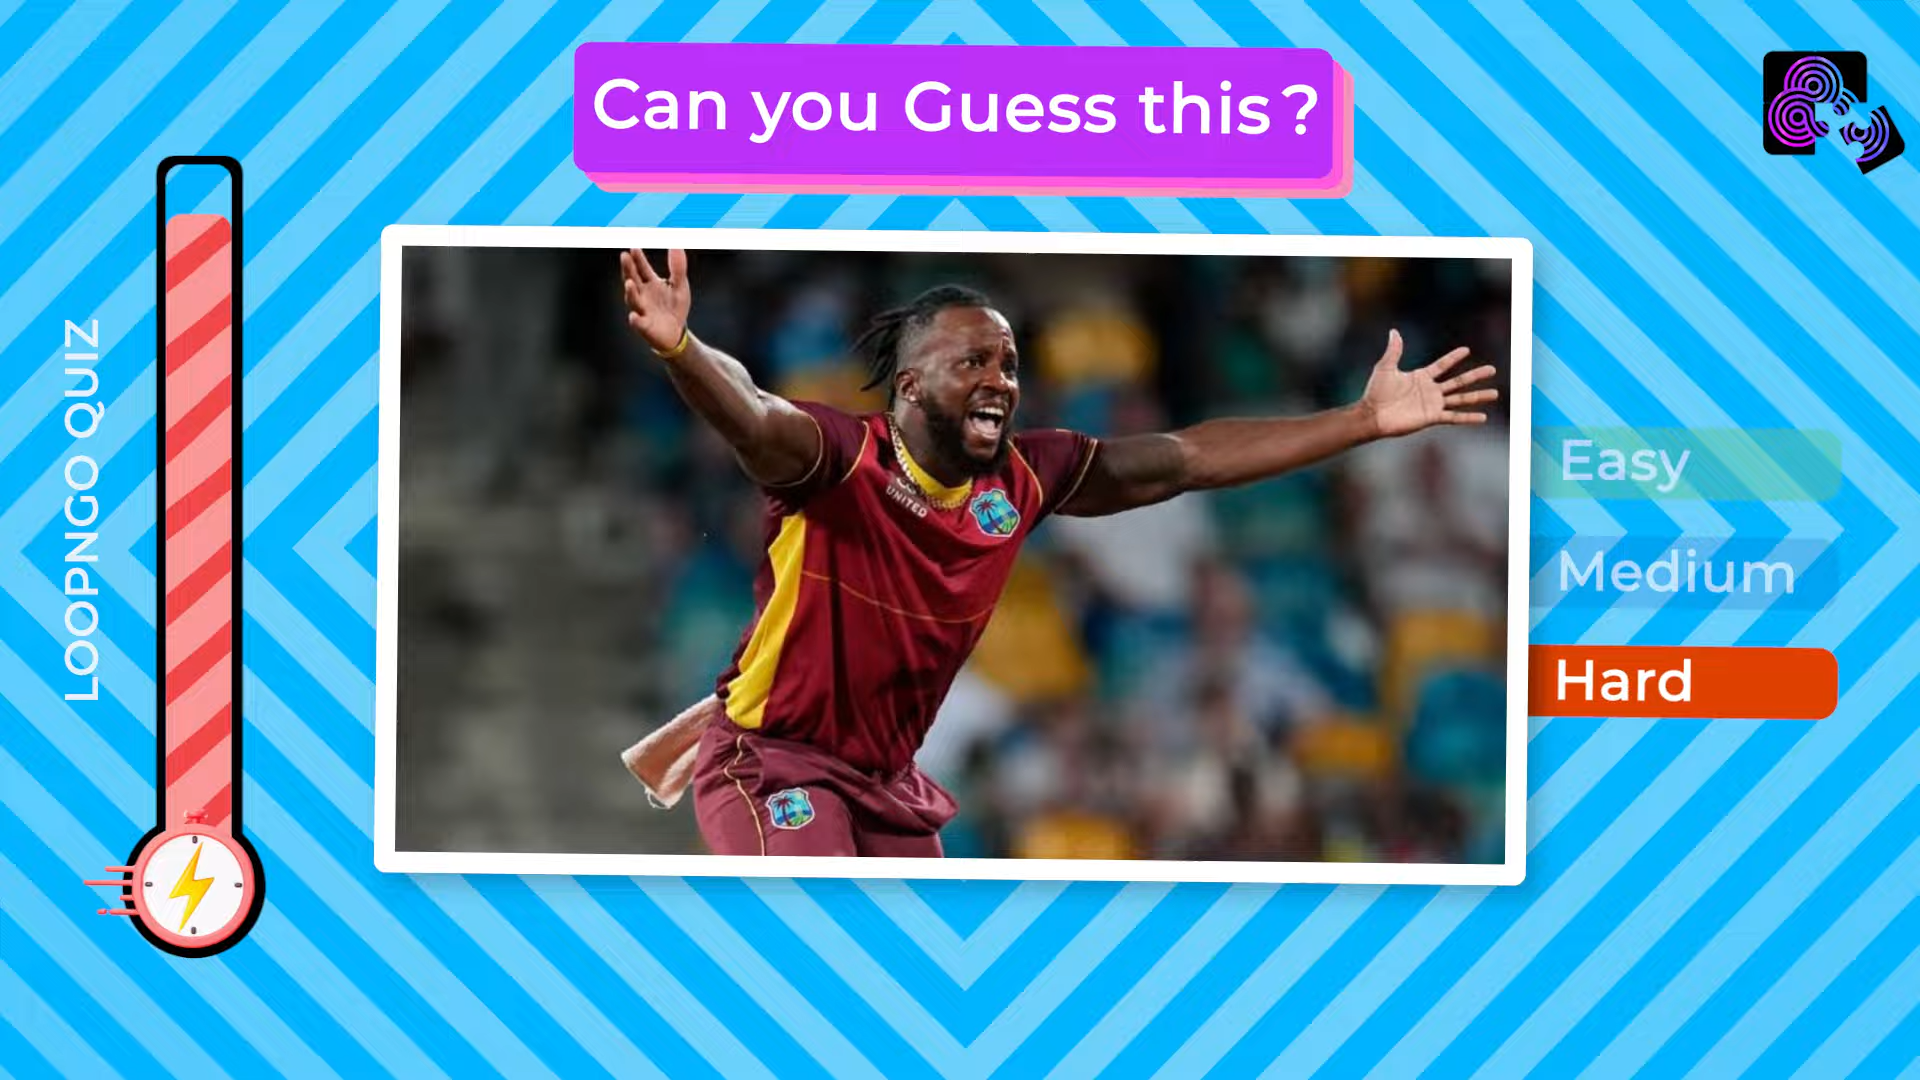 Can you Guess this?
LOOPNGO QUIZ
UNITED
Easy
Medium
Hard